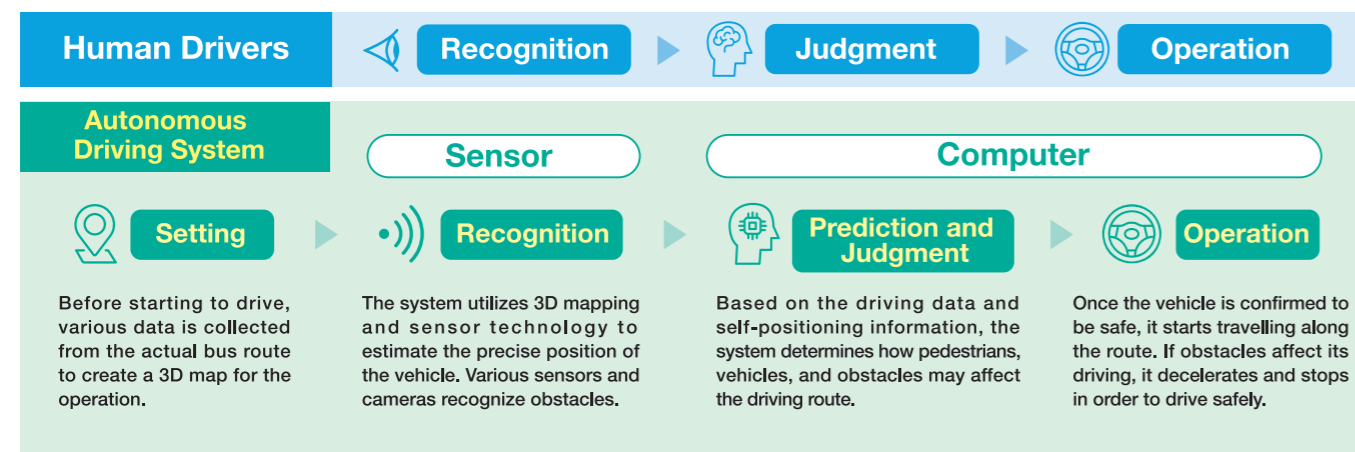 Human Drivers
Recognition
Judgment
Operation
Autonomous
Driving System
Sensor
Computer
Setting
Recognition
Prediction and
Judgment
Operation
Before starting to drive,
various data is collected
from the actual bus route
to create a 3D map for the
operation.
The system utilizes 3D mapping
and sensor technology to
estimate the precise position of
the vehicle. Various sensors and
cameras recognize obstacles.
Based on the driving data and
self-positioning information, the
system determines how pedestrians,
vehicles, and obstacles may affect
the driving route.
Once the vehicle is confirmed to
be safe, it starts travelling along
the route. If obstacles affect its
driving, it decelerates and stops
in order to drive safely.